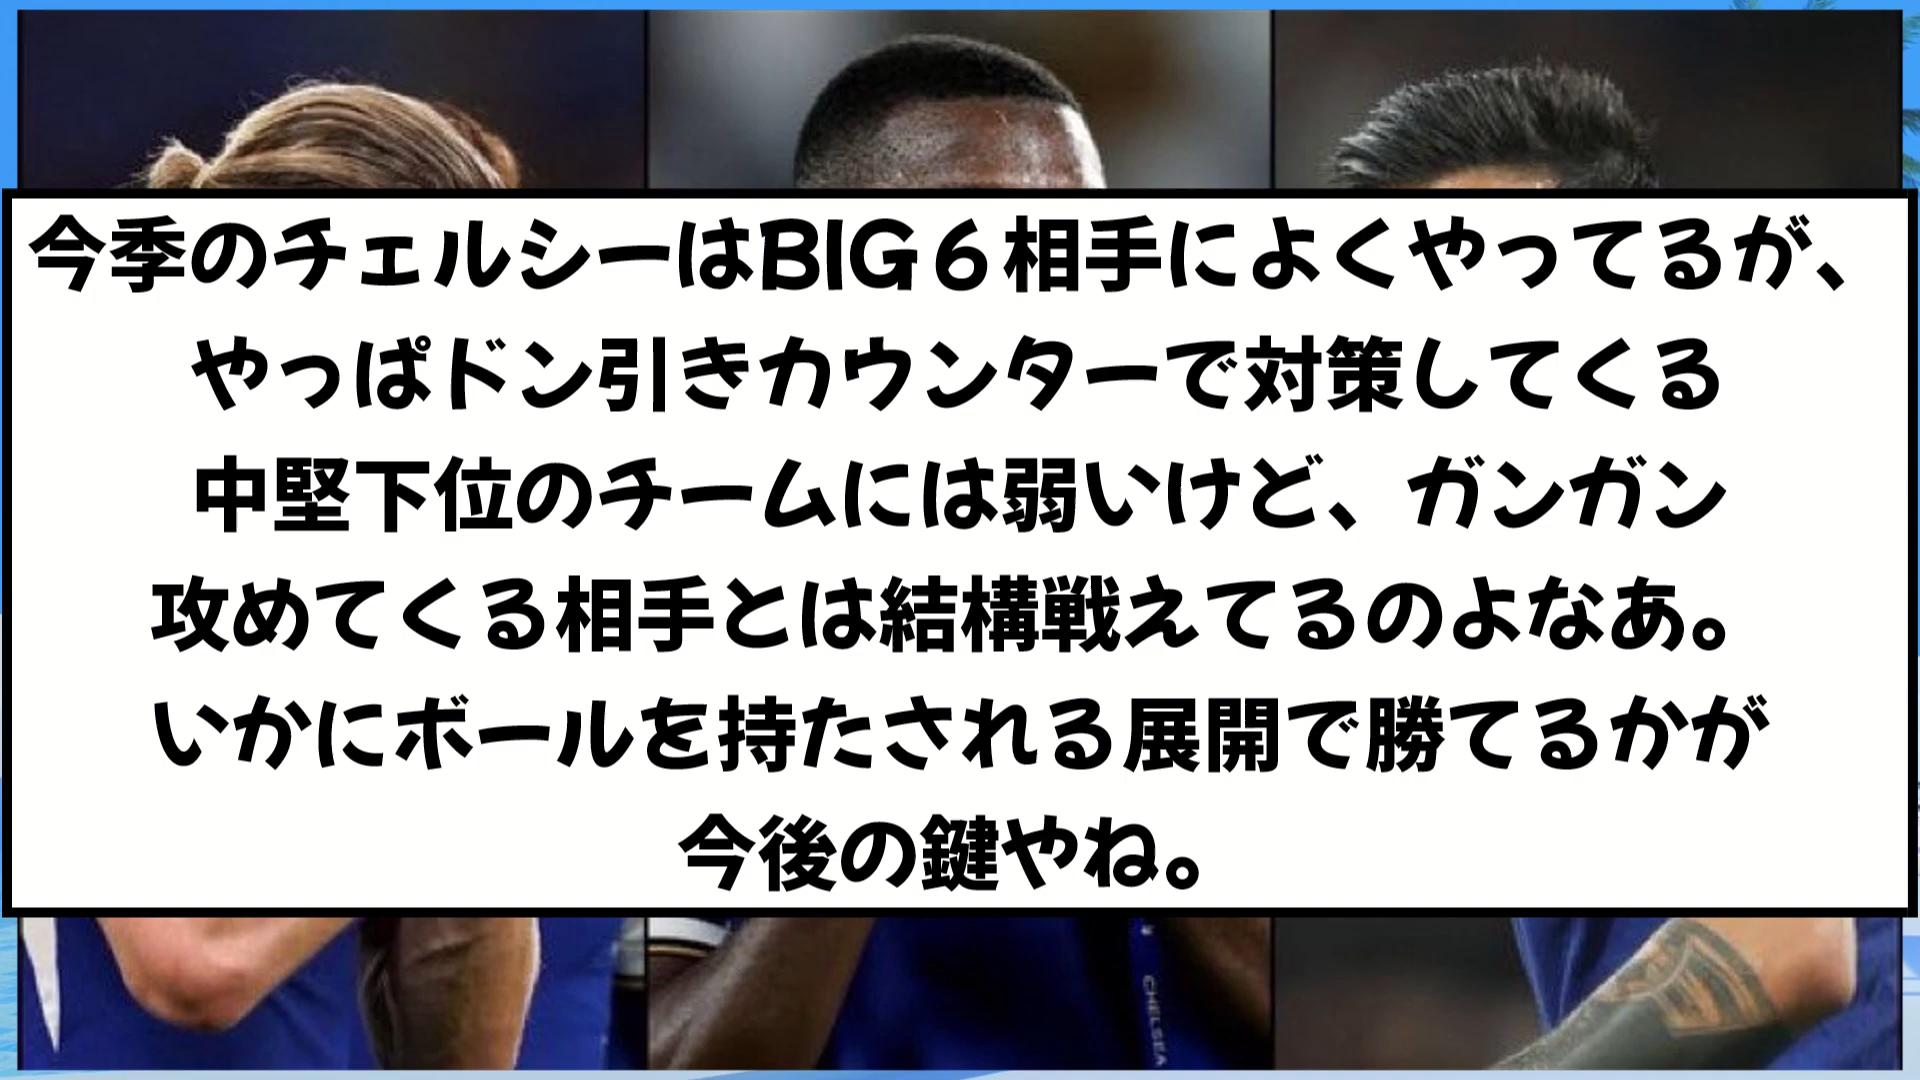 今季のチェルシーはBIG６相手によくやってるが、
やっぱドン引きカウンターで対策してくる
中堅下位のチームには弱いけど、ガンガン
攻めてくる相手とは結構戦えてるのよなあ。
いかにボールを持たされる展開で勝てるかが
今後の鍵やね。
CHELSEA